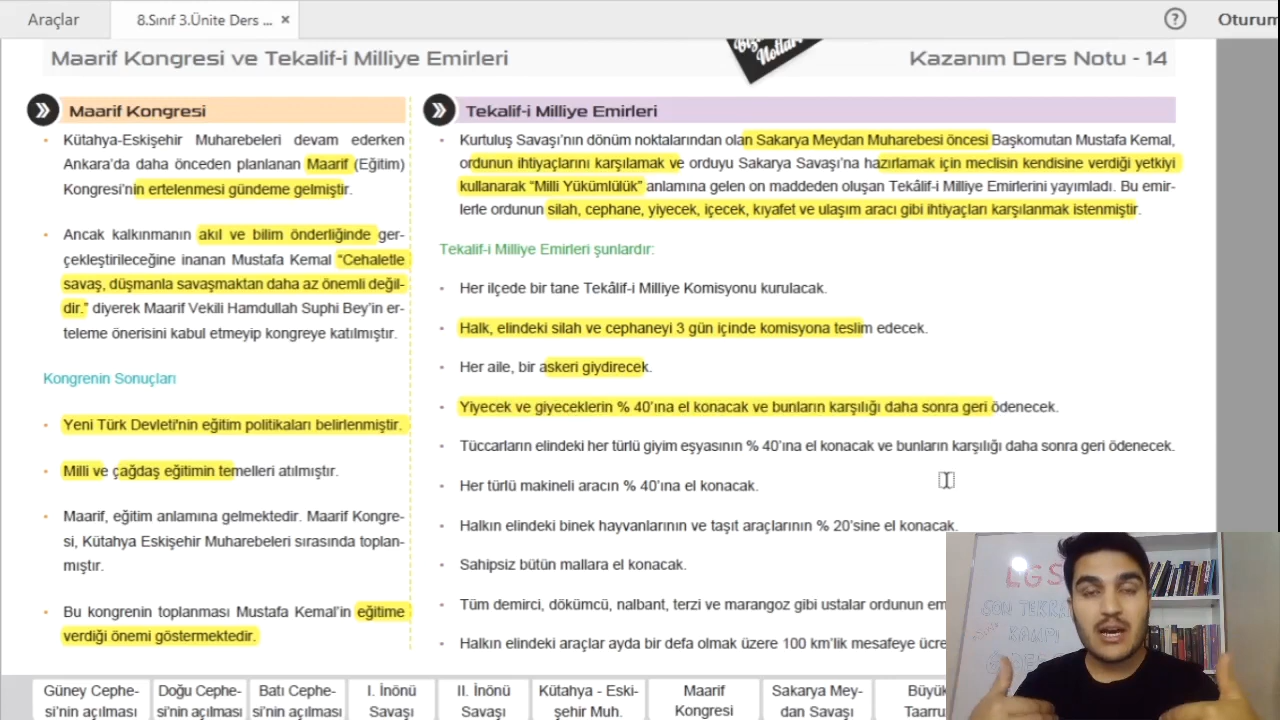 Araçlar
8.Sınıf 3.Ünite Ders ...
×
?
Oturum
Maarif Kongresi ve Tekalif-i Milliye Emirleri
Notları
Kazanım Ders Notu - 14
Maarif Kongresi
• Kütahya-Eskişehir Muharebeleri devam ederken
Ankara’da daha önceden planlanan Maarif (Eğitim)
Kongresi’nin ertelenmesi gündeme gelmiştir.
• Ancak kalkınmanın akıl ve bilim önderliğinde ger-
çekleştirileceğine inanan Mustafa Kemal “Cehaletle
savaş, düşmanla savaşmaktan daha az önemli değil-
dir.” diyerek Maarif Vekili Hamdullah Suphi Bey’in er-
teleme önerisini kabul etmeyip kongreye katılmıştır.
Kongrenin Sonuçları
• Yeni Türk Devleti'nin eğitim politikaları belirlenmiştir.
• Milli ve çağdaş eğitimin temelleri atılmıştır.
• Maarif, eğitim anlamına gelmektedir. Maarif Kongre-
si, Kütahya Eskişehir Muharebeleri sırasında toplan-
mıştır.
• Bu kongrenin toplanması Mustafa Kemal’in eğitime
verdiği önemi göstermektedir.
Tekalif-i Milliye Emirleri
• Kurtuluş Savaşı’nın dönüm noktalarından olan Sakarya Meydan Muharebesi öncesi Başkomutan Mustafa Kemal,
ordunun ihtiyaçlarını karşılamak ve orduyu Sakarya Savaşı’na hazırlamak için meclisin kendisine verdiği yetkiyi
kullanarak “Milli Yükümlülük” anlamına gelen on maddeden oluşan Tekâlif-i Milliye Emirlerini yayımladı. Bu emir-
lerle ordunun silah, cephane, yiyecek, içecek, kıyafet ve ulaşım aracı gibi ihtiyaçları karşılanmak istenmiştir.
Tekalif-i Milliye Emirleri şunlardır:
• Her ilçede bir tane Tekâlif-i Milliye Komisyonu kurulacak.
• Halk, elindeki silah ve cephaneyi 3 gün içinde komisyona teslim edecek.
• Her aile, bir askeri giydirecek.
• Yiyecek ve giyeceklerin % 40’ına el konacak ve bunların karşılığı daha sonra geri ödenecek.
• Tüccarların elindeki her türlü giyim eşyasının % 40’ına el konacak ve bunların karşılığı daha sonra geri ödenecek.
• Her türlü makineli aracın % 40’ına el konacak.
• Halkın elindeki binek hayvanlarının ve taşıt araçlarının % 20’sine el konacak.
• Sahipsiz bütün mallara el konacak.
• Tüm demirci, dökümcü, nalbant, terzi ve marangoz gibi ustalar ordunun em
• Halkın elindeki araçlar ayda bir defa olmak üzere 100 km’lik mesafeye ücre
LGS
SON TEKRAR
KAMPI
Güney Cephe-
si’nin açılması
Doğu Cephe-
si’nin açılması
Batı Cephe-
si’nin açılması
I. İnönü
Savaşı
II. İnönü
Savaşı
Kütahya - Eski-
şehir Muh.
Maarif
Kongresi
Sakarya Mey-
dan Savaşı
Büyük
Taarru